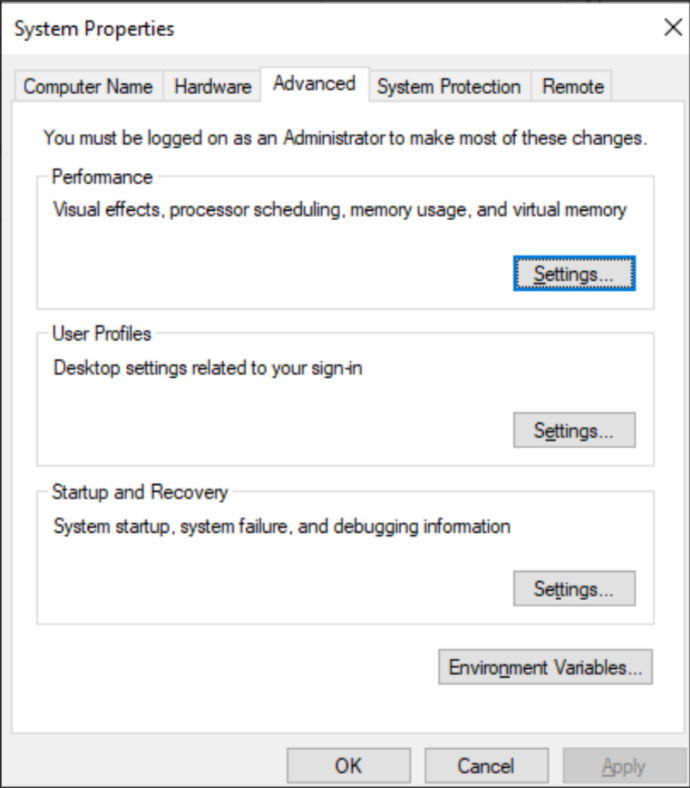 System Properties
Computer Name Hardware Advanced System Protection Remote
You must be logged on as an Administrator to make most of these changes.
Performance
Visual effects, processor scheduling, memory usage, and virtual memory
Settings...
User Profiles
Desktop settings related to your sign-in
Settings...
Startup and Recovery
System startup, system failure, and debugging information
Settings...
Environment Variables...
OK Cancel Apply